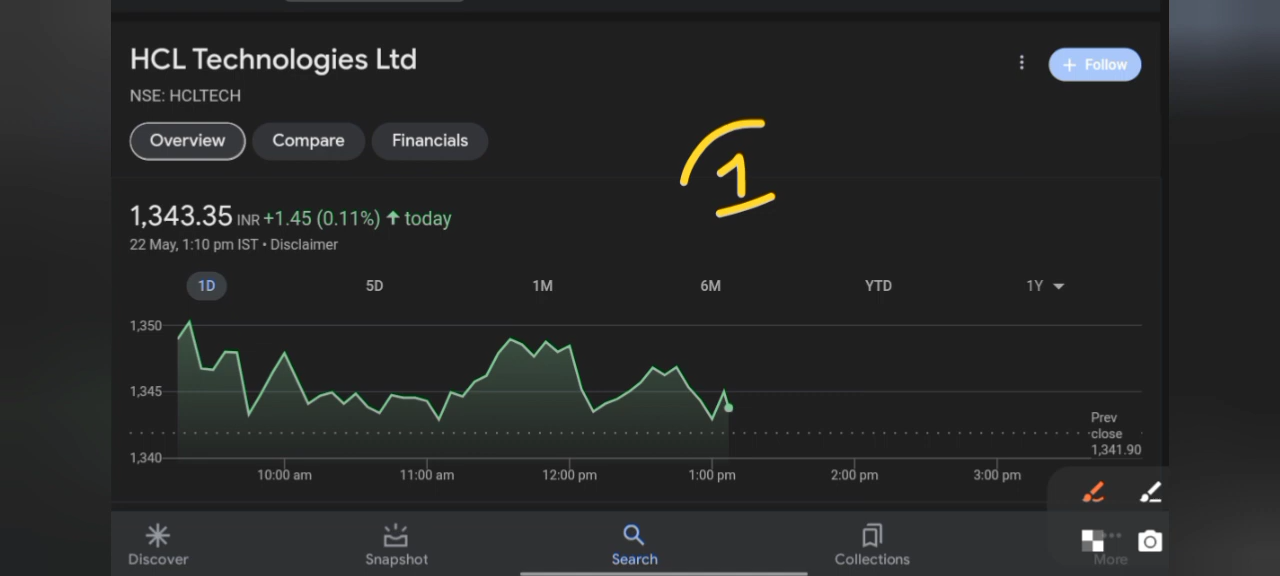 HCL Technologies Ltd
+ Follow
NSE: HCLTECH
Overview Compare Financials
1
1,343.35 INR +1.45 (0.11%) ↑ today
22 May, 1:10 pm IST • Disclaimer
1D 5D 1M 6M YTD 1Y
1,350
1,345
1,340
Prev
close
1,341.90
10:00 am 11:00 am 12:00 pm 1:00 pm 2:00 pm 3:00 pm
Discover Snapshot Search Collections More